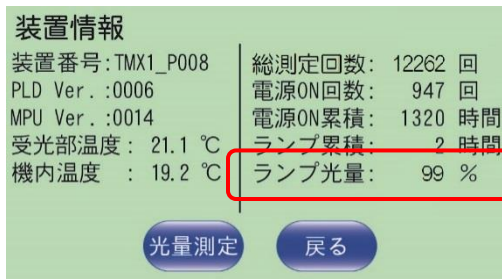 装置情報
装置番号:TMX1_P008
PLD Ver. :0006
MPU Ver. :0014
受光部温度: 21.1 ℃
機内温度 : 19.2 ℃
総測定回数: 12262 回
電源ON回数: 947 回
電源ON累積: 1320 時間
ランプ累積: 2 時間
ランプ光量: 99 %
光量測定
戻る